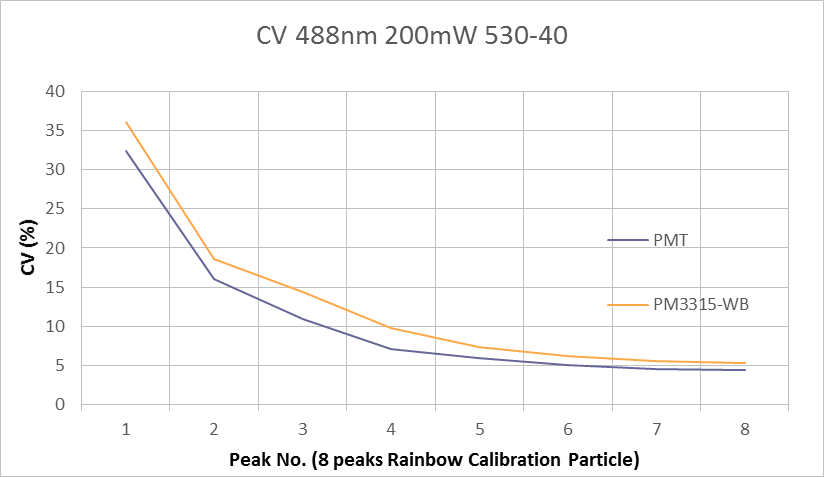 CV 488nm 200mW 530-40
40
35
30
25
20
15
10
5
0
CV (%)
PMT
PM3315-WB
1 2 3 4 5 6 7 8
Peak No. (8 peaks Rainbow Calibration Particle)